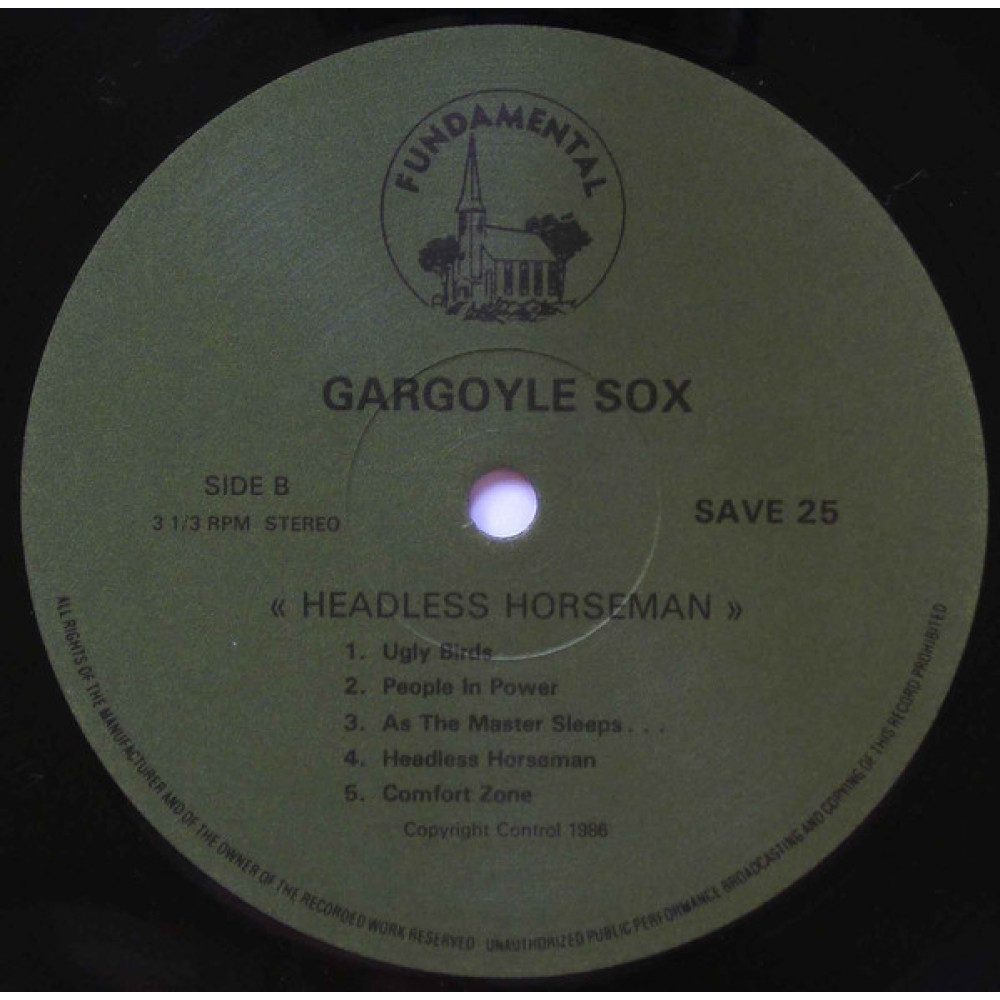 FUNDAMENTAL
GARGOYLE SOX
SIDE B
3 1/3 RPM STEREO
SAVE 25
« HEADLESS HORSEMAN »
1. Ugly Birds
2. People In Power
3. As The Master Sleeps...
4. Headless Horseman
5. Comfort Zone
Copyright Control 1986
ALL RIGHTS OF THE MANUFACTURER AND OF THE OWNER OF THE RECORDED WORK RESERVED UNAUTHORIZED PUBLIC PERFORMANCE BROADCASTING AND COPYING OF THIS RECORD PROHIBITED